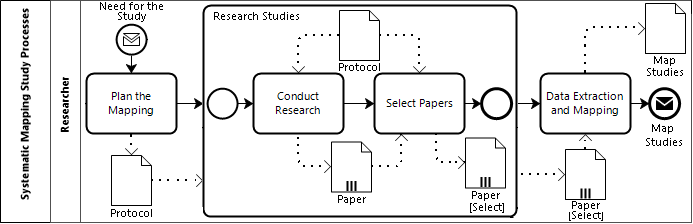 Systematic Mapping Study Processes
Researcher
Need for the
Study
Plan the
Mapping
Protocol
Research Studies
Protocol
Conduct
Research
Select Papers
Paper
Paper
[Select]
Data Extraction
and Mapping
Paper
[Select]
Map
Studies
Map
Studies